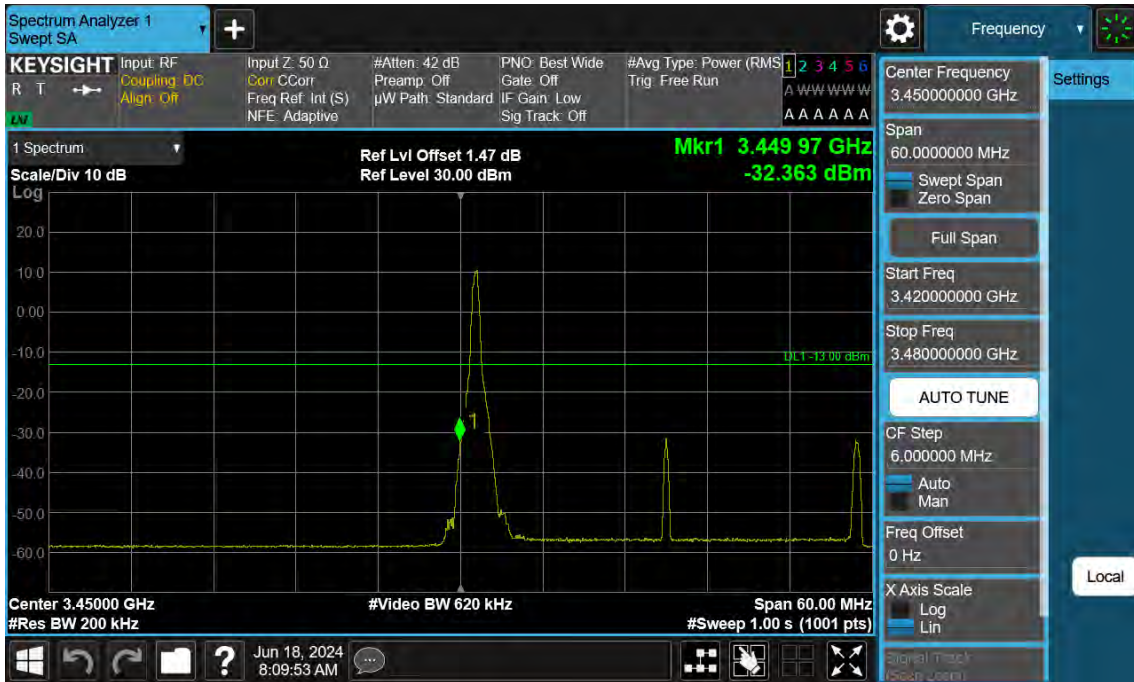 Spectrum Analyzer 1
Swept SA
+
Frequency
KEYSIGHT
R T
LXI
Input: RF
Coupling: DC
Align: Off
Input Z: 50 Ω
Corr CCorr
Freq Ref: Int (S)
NFE: Adaptive
#Atten: 42 dB
Preamp: Off
µW Path: Standard
PNO: Best Wide
Gate: Off
IF Gain: Low
Sig Track: Off
#Avg Type: Power (RMS
Trig: Free Run
1 2 3 4 5 6
A W W W W W
A A A A A A
1 Spectrum
Scale/Div 10 dB
Log
Ref Lvl Offset 1.47 dB
Ref Level 30.00 dBm
Mkr1 3.449 97 GHz
-32.363 dBm
20.0
10.0
0.00
-10.0
-20.0
-30.0
-40.0
-50.0
-60.0
DL1 -13.00 dBm
1
Center 3.45000 GHz
#Res BW 200 kHz
#Video BW 620 kHz
Span 60.00 MHz
#Sweep 1.00 s (1001 pts)
Center Frequency
3.450000000 GHz
Span
60.0000000 MHz
Swept Span
Zero Span
Full Span
Start Freq
3.420000000 GHz
Stop Freq
3.480000000 GHz
AUTO TUNE
CF Step
6.000000 MHz
Auto
Man
Freq Offset
0 Hz
X Axis Scale
Log
Lin
Signal Track
(Span Zoom)
Settings
Local
?
Jun 18, 2024
8:09:53 AM